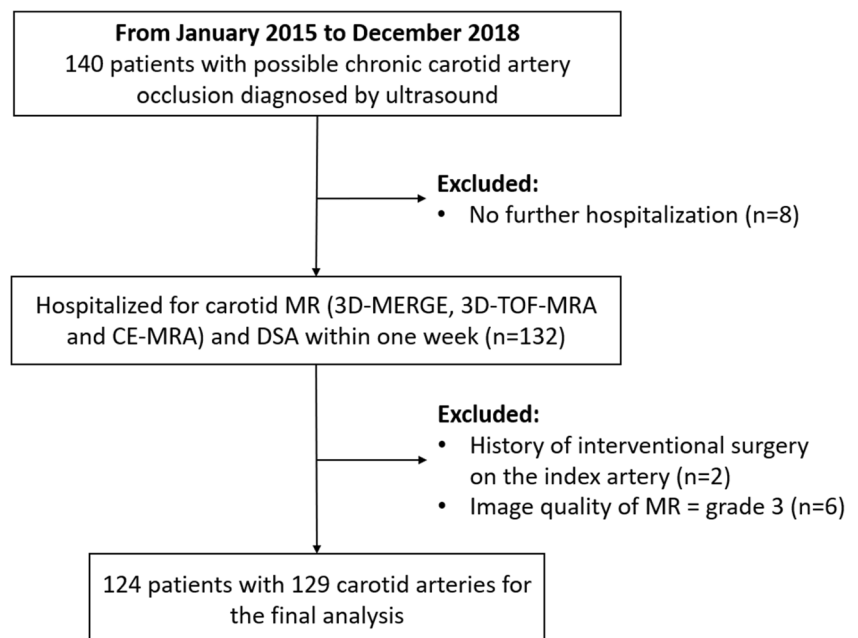 From January 2015 to December 2018
140 patients with possible chronic carotid artery
occlusion diagnosed by ultrasound
Excluded:
• No further hospitalization (n=8)
Hospitalized for carotid MR (3D-MERGE, 3D-TOF-MRA
and CE-MRA) and DSA within one week (n=132)
Excluded:
• History of interventional surgery
on the index artery (n=2)
• Image quality of MR = grade 3 (n=6)
124 patients with 129 carotid arteries for
the final analysis